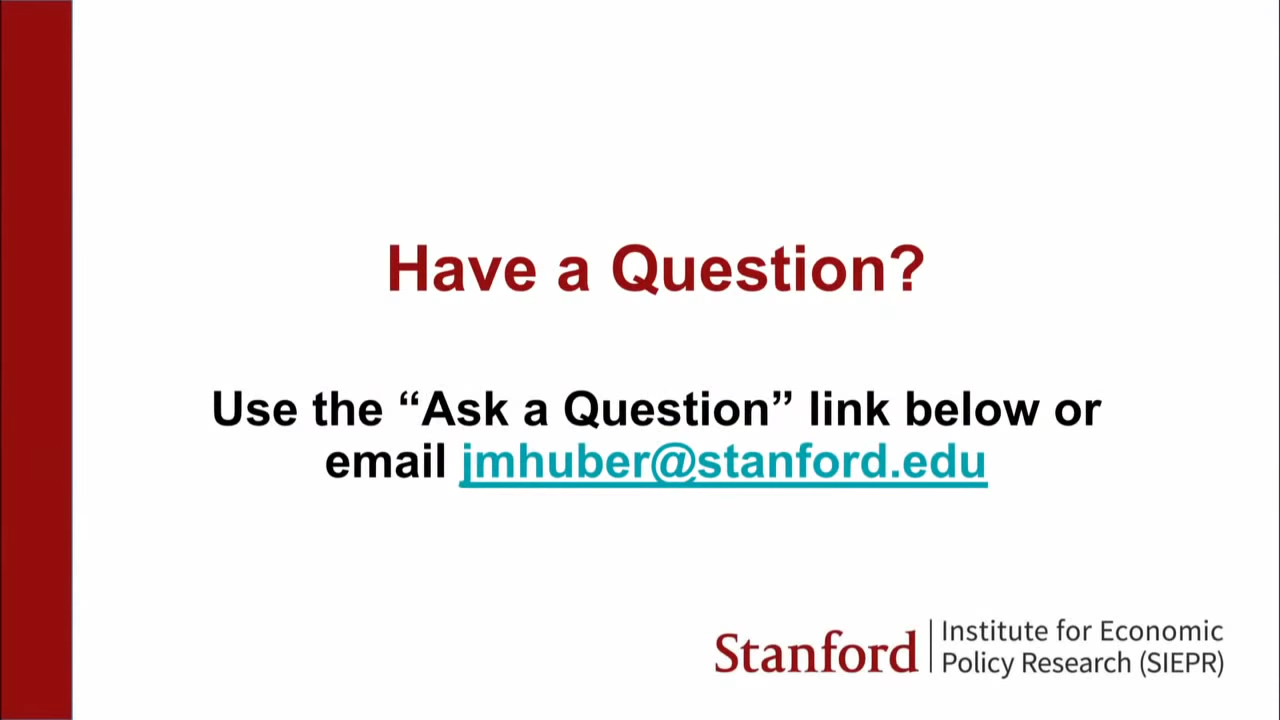 Have a Question?
Use the “Ask a Question” link below or
email jmhuber@stanford.edu
Stanford
Institute for Economic
Policy Research (SIEPR)